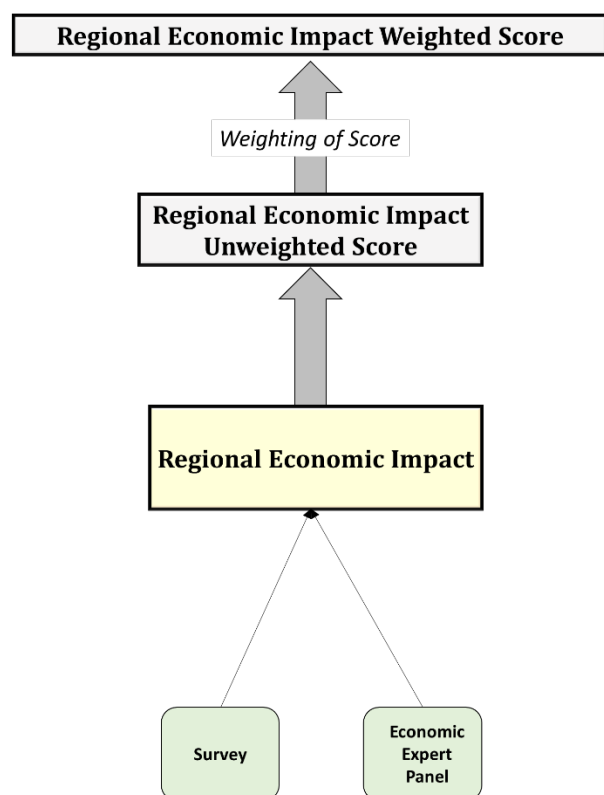 Regional Economic Impact Weighted Score
Weighting of Score
Regional Economic Impact
Unweighted Score
Regional Economic Impact
Survey
Economic
Expert
Panel